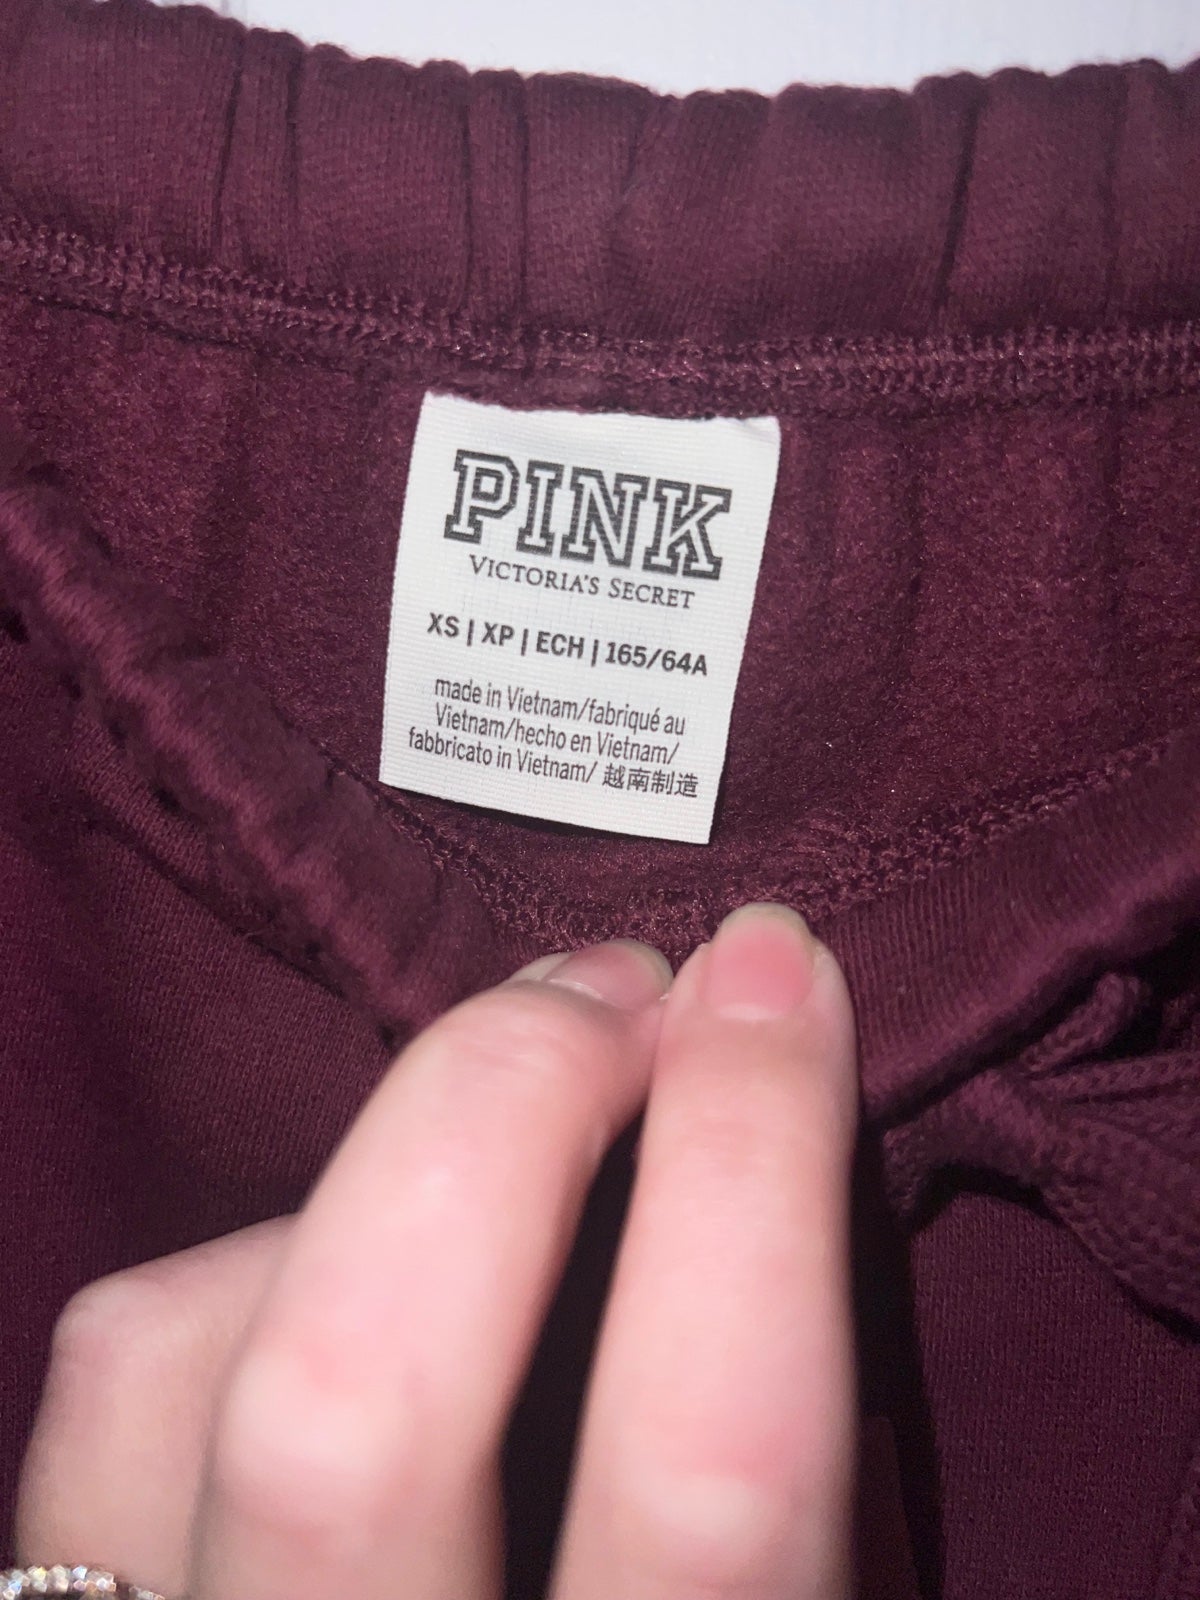 PINK
VICTORIA'S SECRET
XS | XP | ECH | 165/64A
made in Vietnam/fabriqué au
Vietnam/hecho en Vietnam/
fabbricato in Vietnam/ 越南制造